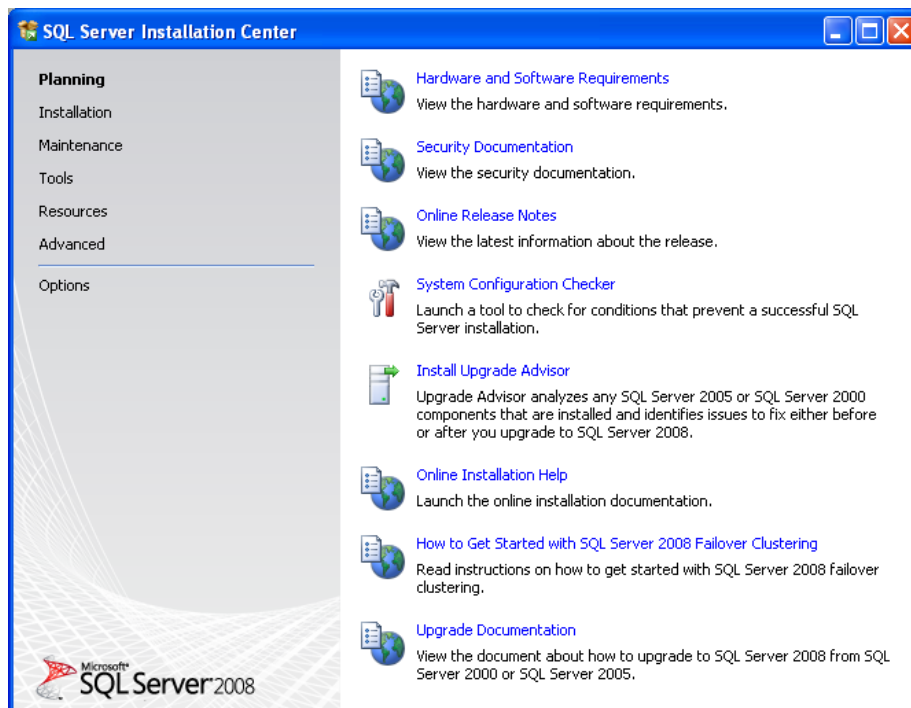 SQL Server Installation Center
Planning
Installation
Maintenance
Tools
Resources
Advanced
Options
Hardware and Software Requirements
View the hardware and software requirements.
Security Documentation
View the security documentation.
Online Release Notes
View the latest information about the release.
System Configuration Checker
Launch a tool to check for conditions that prevent a successful SQL
Server installation.
Install Upgrade Advisor
Upgrade Advisor analyzes any SQL Server 2005 or SQL Server 2000
components that are installed and identifies issues to fix either before
or after you upgrade to SQL Server 2008.
Online Installation Help
Launch the online installation documentation.
How to Get Started with SQL Server 2008 Failover Clustering
Read instructions on how to get started with SQL Server 2008 failover
clustering.
Upgrade Documentation
View the document about how to upgrade to SQL Server 2008 from SQL
Server 2000 or SQL Server 2005.
Microsoft®
SQL Server 2008